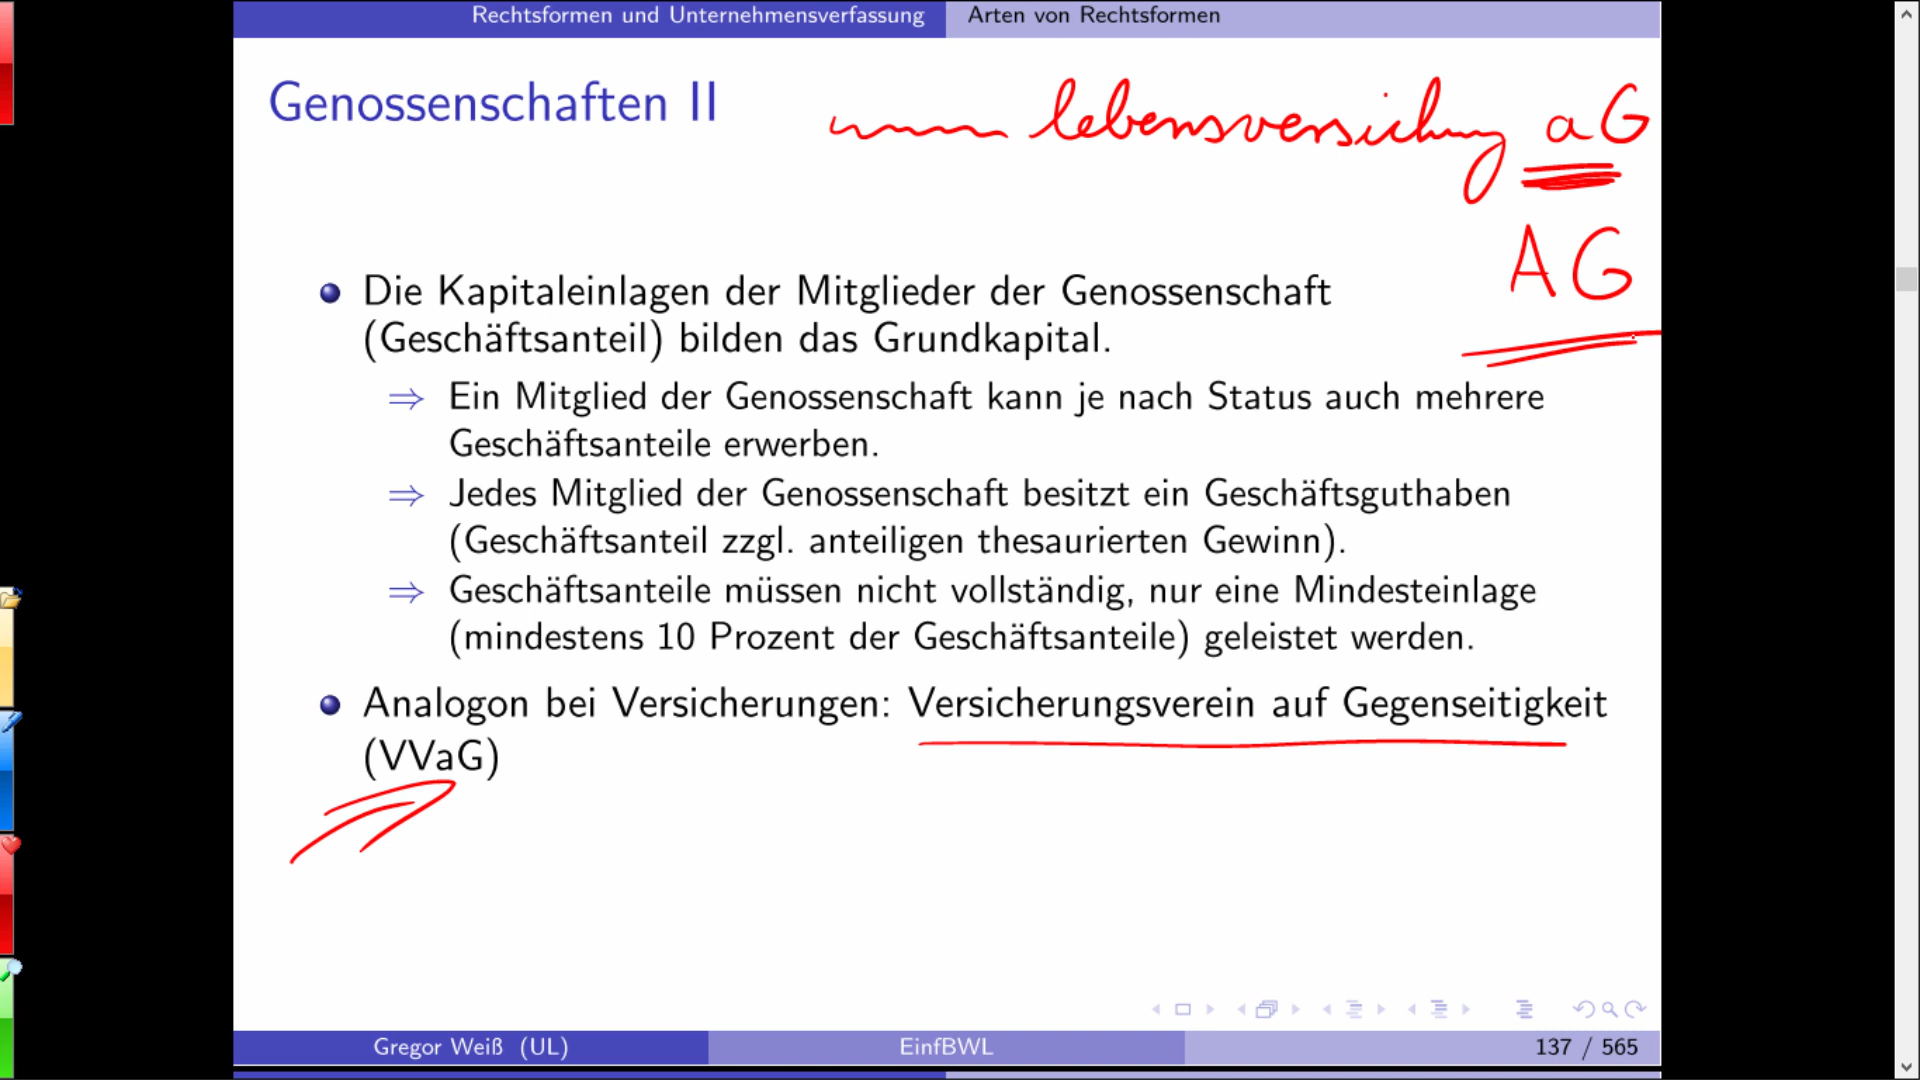 Rechtsformen und Unternehmensverfassung
Arten von Rechtsformen
Genossenschaften II
lebensversichung aG
AG
Die Kapitaleinlagen der Mitglieder der Genossenschaft
(Geschäftsanteil) bilden das Grundkapital.
⇒ Ein Mitglied der Genossenschaft kann je nach Status auch mehrere
Geschäftsanteile erwerben.
⇒ Jedes Mitglied der Genossenschaft besitzt ein Geschäftsguthaben
(Geschäftsanteil zzgl. anteiligen thesaurierten Gewinn).
⇒ Geschäftsanteile müssen nicht vollständig, nur eine Mindesteinlage
(mindestens 10 Prozent der Geschäftsanteile) geleistet werden.
Analogon bei Versicherungen: Versicherungsverein auf Gegenseitigkeit
(VVaG)
Gregor Weiß (UL)
EinfBWL
137 / 565